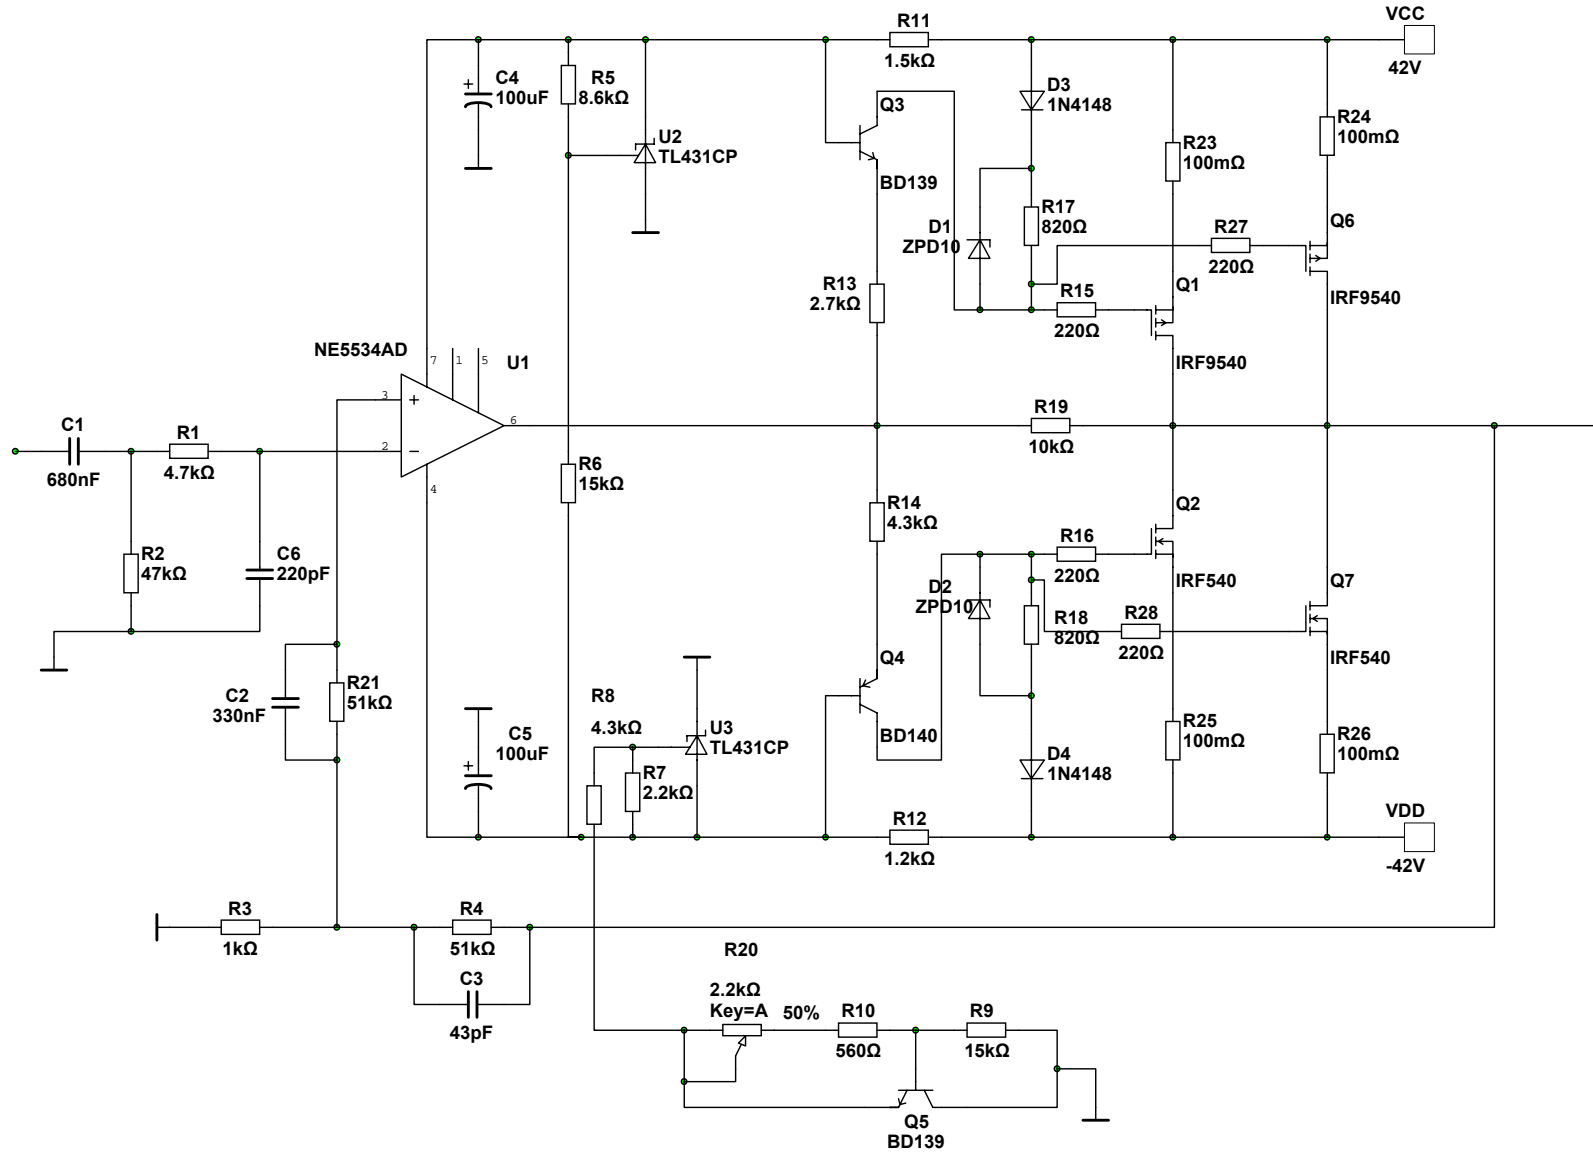 R11
1.5kΩ
VCC
42V
+
C4
100uF
R5
8.6kΩ
U2
TL431CP
Q3
BD139
D3
1N4148
R23
100mΩ
R24
100mΩ
D1
ZPD10
R17
820Ω
R27
220Ω
Q6
IRF9540
R13
2.7kΩ
R15
220Ω
Q1
IRF9540
NE5534AD
U1
7
1
5
3
+
2
−
6
4
C1
680nF
R1
4.7kΩ
R19
10kΩ
R6
15kΩ
R14
4.3kΩ
R2
47kΩ
C6
220pF
Q2
IRF540
R16
220Ω
D2
ZPD10
R18
820Ω
R28
220Ω
Q7
IRF540
C2
330nF
R21
51kΩ
Q4
BD140
R8
4.3kΩ
U3
TL431CP
C5
100uF
+
R7
2.2kΩ
R25
100mΩ
R26
100mΩ
D4
1N4148
R12
1.2kΩ
VDD
-42V
R3
1kΩ
R4
51kΩ
C3
43pF
R20
2.2kΩ
Key=A
50%
R10
560Ω
R9
15kΩ
Q5
BD139